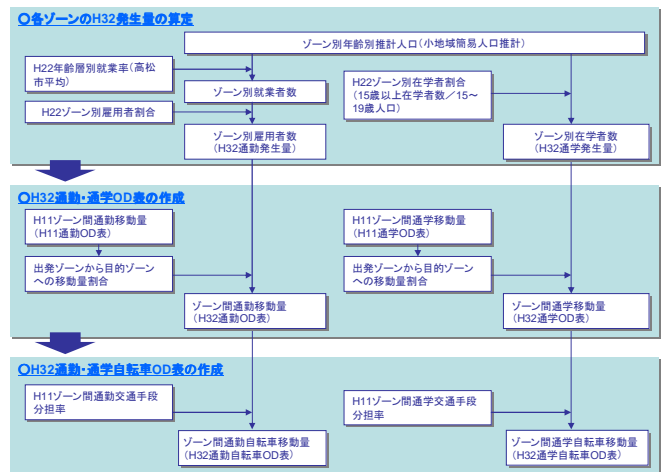 ○各ゾーンのH32発生量の算定
ゾーン別年齢別推計人口（小地域簡易人口推計）
H22年齢層別就業率（高松
市平均）
ゾーン別就業者数
H22ゾーン別在学者割合
（15歳以上在学者数／15～
19歳人口）
H22ゾーン別雇用者割合
ゾーン別雇用者数
（H32通勤発生量）
ゾーン別在学者数
（H32通学発生量）
○H32通勤・通学OD表の作成
H11ゾーン間通勤移動量
（H11通勤OD表）
H11ゾーン間通学移動量
（H11通学OD表）
出発ゾーンから目的ゾーン
への移動量割合
出発ゾーンから目的ゾーン
への移動量割合
ゾーン間通勤移動量
（H32通勤OD表）
ゾーン間通学移動量
（H32通学OD表）
○H32通勤・通学自転車OD表の作成
H11ゾーン間通勤交通手段
分担率
H11ゾーン間通学交通手段
分担率
ゾーン間通勤自転車移動量
（H32通勤自転車OD表）
ゾーン間通学自転車移動量
（H32通学自転車OD表）